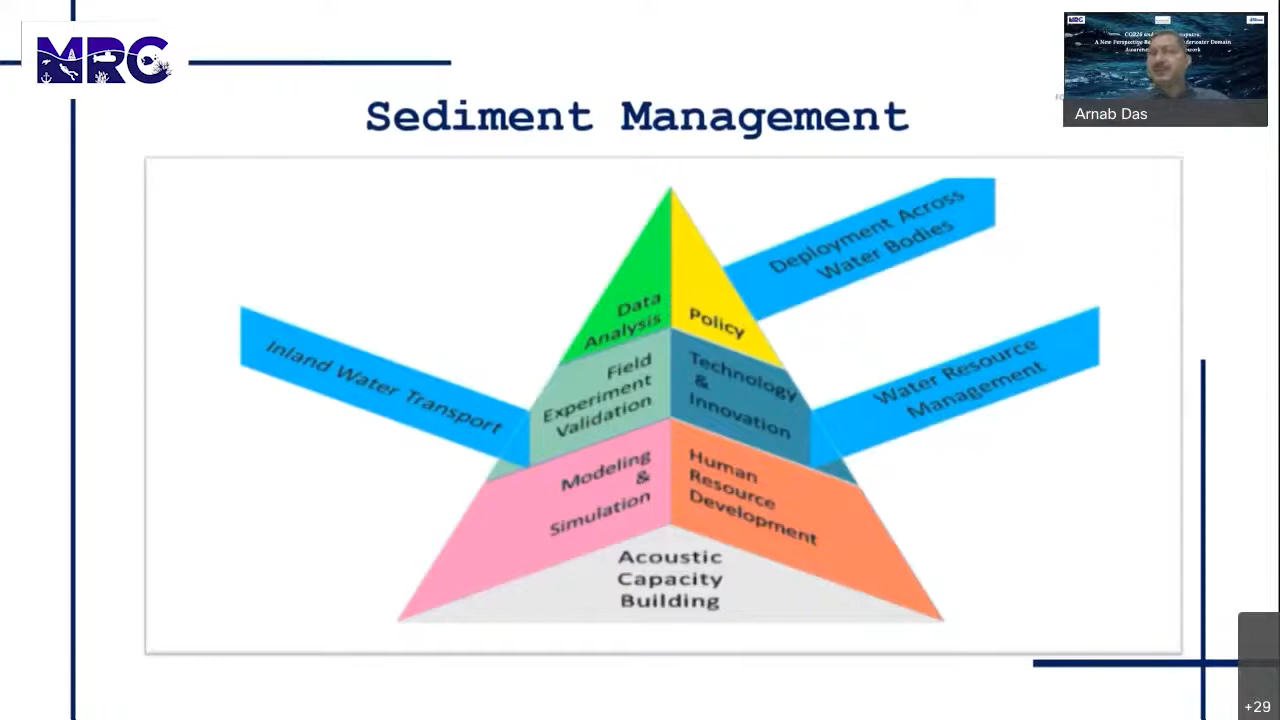 MRC
Sediment Management
Arnab Das
Deployment Across
Water Bodies
Data
Analysis
Policy
Inland Water Transport
Field
Experiment
Validation
Technology
&
Innovation
Water Resource
Management
Modeling
&
Simulation
Human
Resource
Development
Acoustic
Capacity
Building
+29